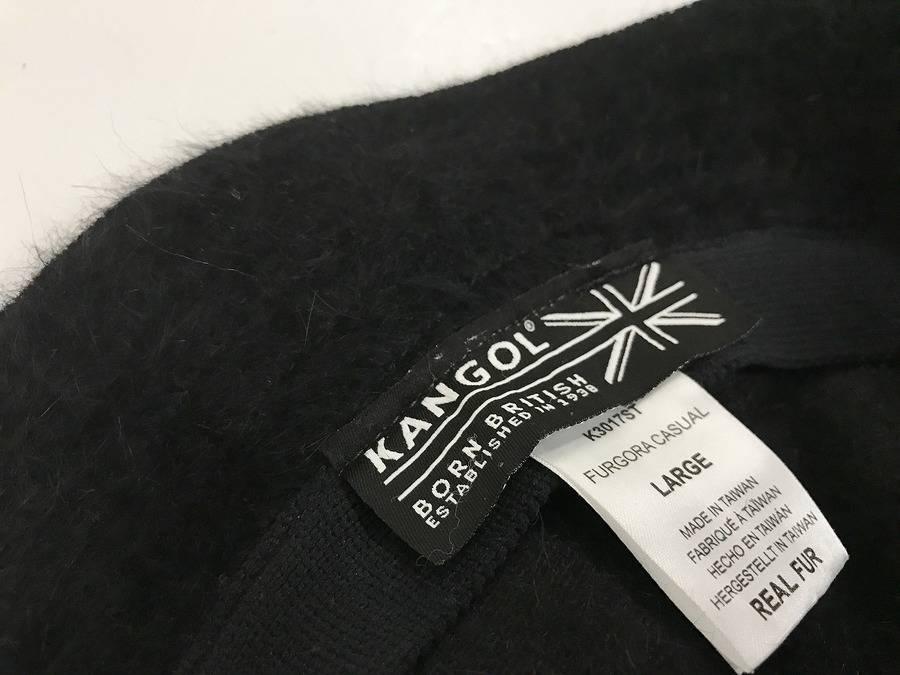 KANGOL®
BORN BRITISH
ESTABLISHED IN 1938
K3017ST
FURGORA CASUAL
LARGE
MADE IN TAIWAN
FABRIQUÉ À TAÏWAN
HECHO EN TAIWÁN
HERGESTELLT IN TAIWAN
REAL FUR